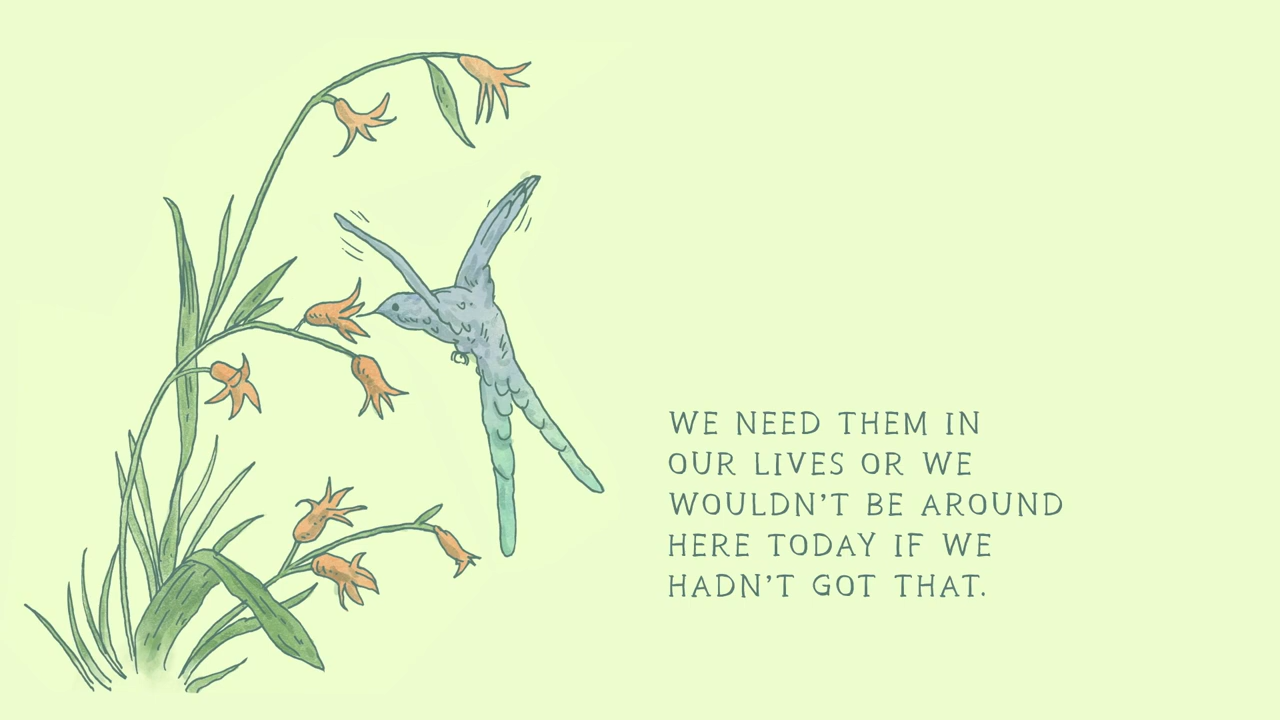 WE NEED THEM IN
OUR LIVES OR WE
WOULDN'T BE AROUND
HERE TODAY IF WE
HADN'T GOT THAT.